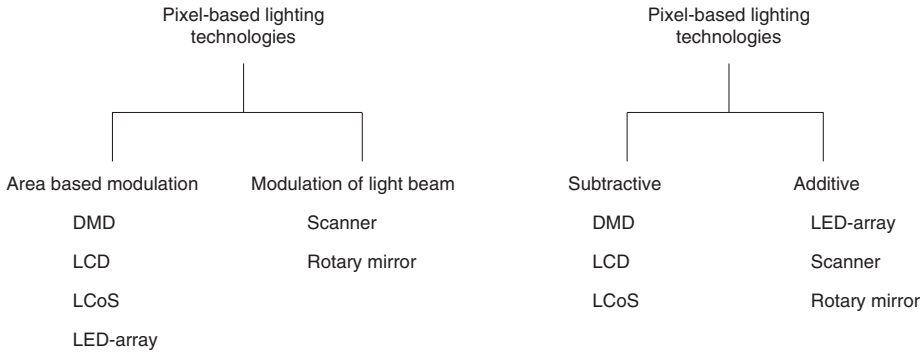 Pixel-based lighting
technologies
Area based modulation
DMD
LCD
LCoS
LED-array
Modulation of light beam
Scanner
Rotary mirror
Pixel-based lighting
technologies
Subtractive
DMD
LCD
LCoS
Additive
LED-array
Scanner
Rotary mirror